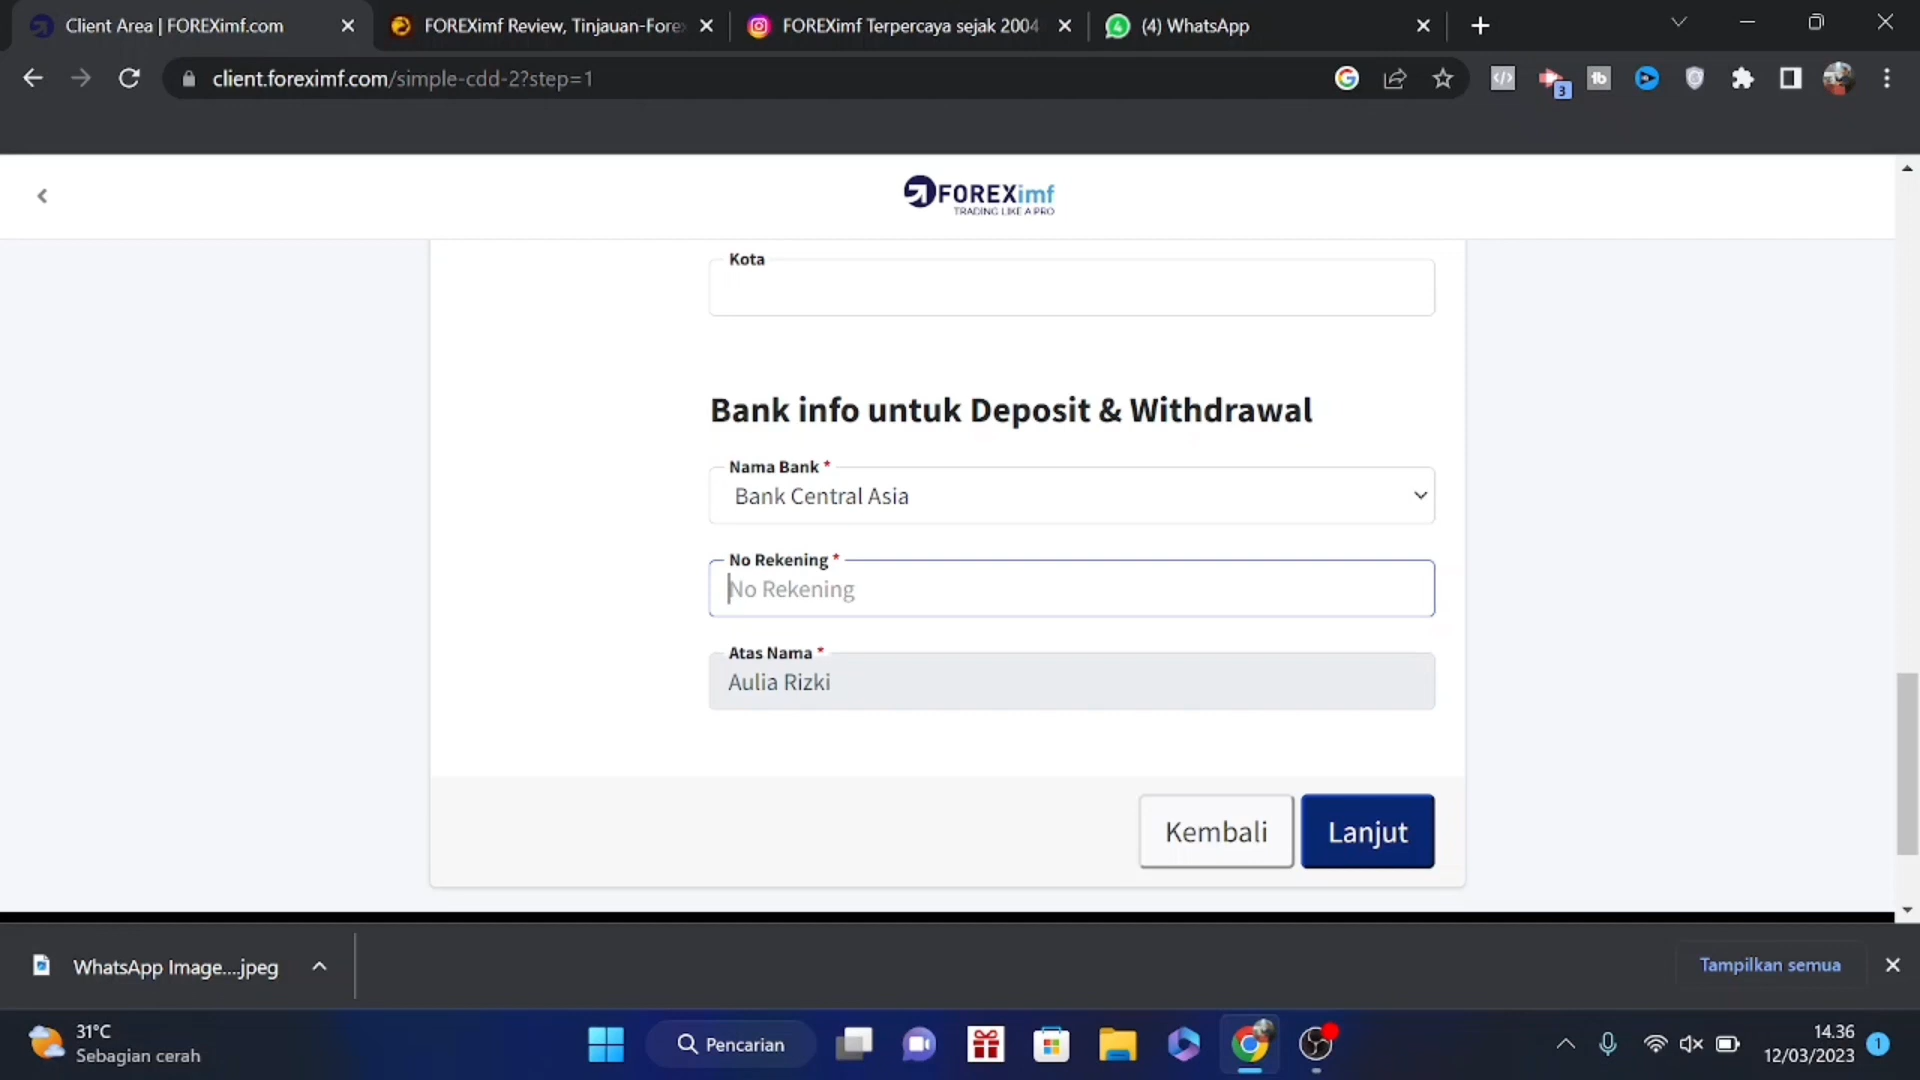 Client Area | FOREXimf.com
FOREXimf Review, Tinjauan-Fore
FOREXimf Terpercaya sejak 2004
(4) WhatsApp
client.foreximf.com/simple-cdd-2?step=1
3
FOREXimf
TRADING LIKE A PRO
Kota
Bank info untuk Deposit & Withdrawal
Nama Bank *
Bank Central Asia
No Rekening *
No Rekening
Atas Nama *
Aulia Rizki
Kembali
Lanjut
WhatsApp Image....jpeg
Tampilkan semua
31°C
Sebagian cerah
Pencarian
14.36
12/03/2023
1